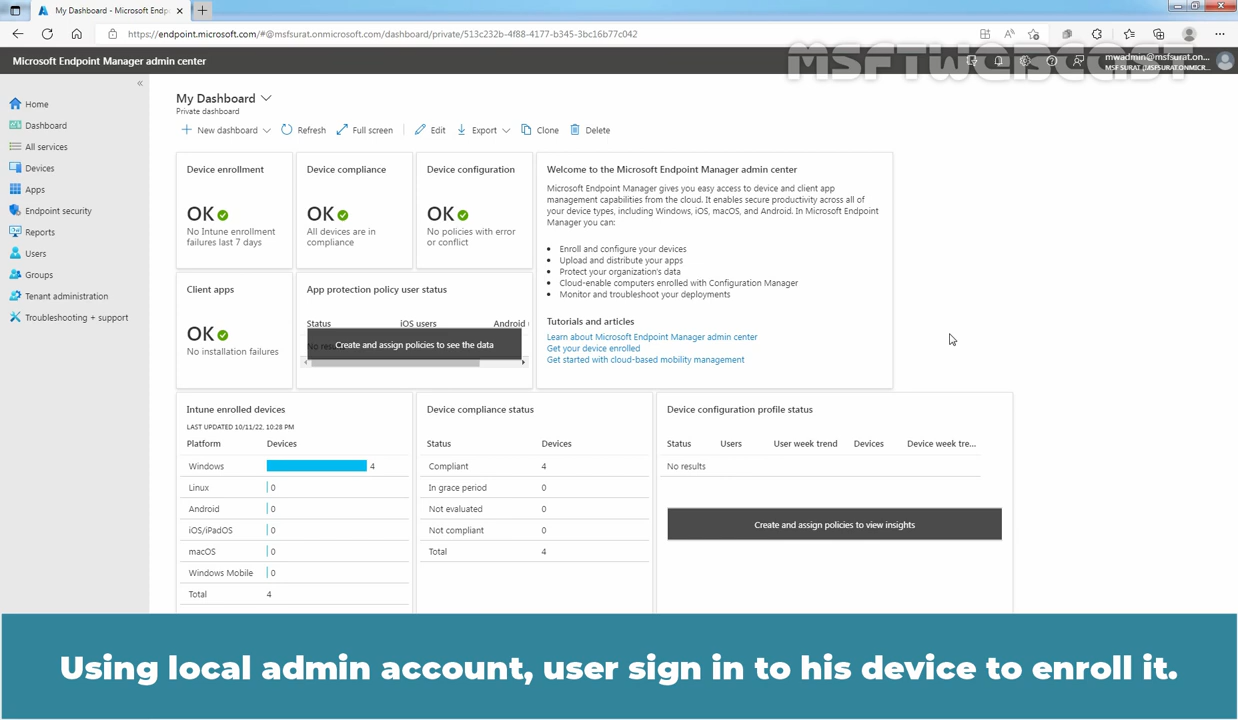 My Dashboard - Microsoft Endp
https://endpoint.microsoft.com/#@msfsurat.onmicrosoft.com/dashboard/private/513c232b-4f88-4177-b345-3bc16b77c042
MSFTWEBCAST
Microsoft Endpoint Manager admin center
mwadmin@msfsurat.on...
MSF SURAT (MSFSURAT.ONMICR...
Home
Dashboard
All services
Devices
Apps
Endpoint security
Reports
Users
Groups
Tenant administration
Troubleshooting + support
My Dashboard
Private dashboard
New dashboard Refresh Full screen Edit Export Clone Delete
Device enrollment
OK
No Intune enrollment
failures last 7 days
Device compliance
OK
All devices are in
compliance
Device configuration
OK
No policies with error
or conflict
Welcome to the Microsoft Endpoint Manager admin center
Microsoft Endpoint Manager gives you easy access to device and client app
management capabilities from the cloud. It enables secure productivity across all of
your device types, including Windows, iOS, macOS, and Android. In Microsoft Endpoint
Manager you can:
• Enroll and configure your devices
• Upload and distribute your apps
• Protect your organization's data
• Cloud-enable computers enrolled with Configuration Manager
• Monitor and troubleshoot your deployments
Tutorials and articles
Learn about Microsoft Endpoint Manager admin center
Get your device enrolled
Get started with cloud-based mobility management
Client apps
OK
No installation failures
App protection policy user status
Status iOS users Android
No resu
Create and assign policies to see the data
Intune enrolled devices
LAST UPDATED 10/11/22, 10:28 PM
Platform Devices
Windows 4
Linux 0
Android 0
iOS/iPadOS 0
macOS 0
Windows Mobile 0
Total 4
Device compliance status
Status Devices
Compliant 4
In grace period 0
Not evaluated 0
Not compliant 0
Total 4
Device configuration profile status
Status Users User week trend Devices Device week tre...
No results
Create and assign policies to view insights
Using local admin account, user sign in to his device to enroll it.